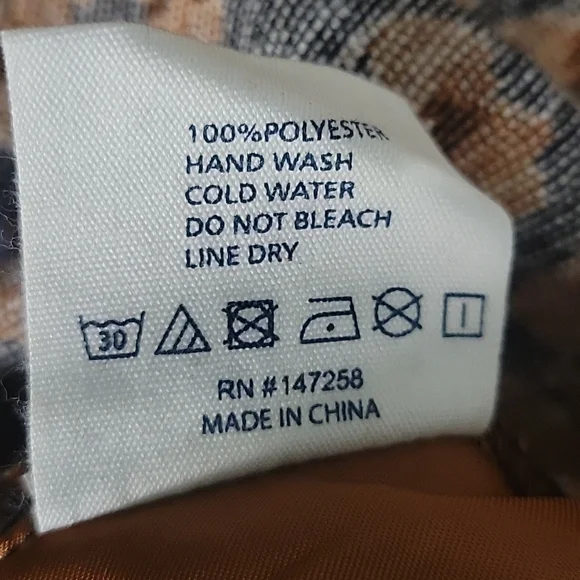 100%POLYESTER
HAND WASH
COLD WATER
DO NOT BLEACH
LINE DRY
30
RN #147258
MADE IN CHINA